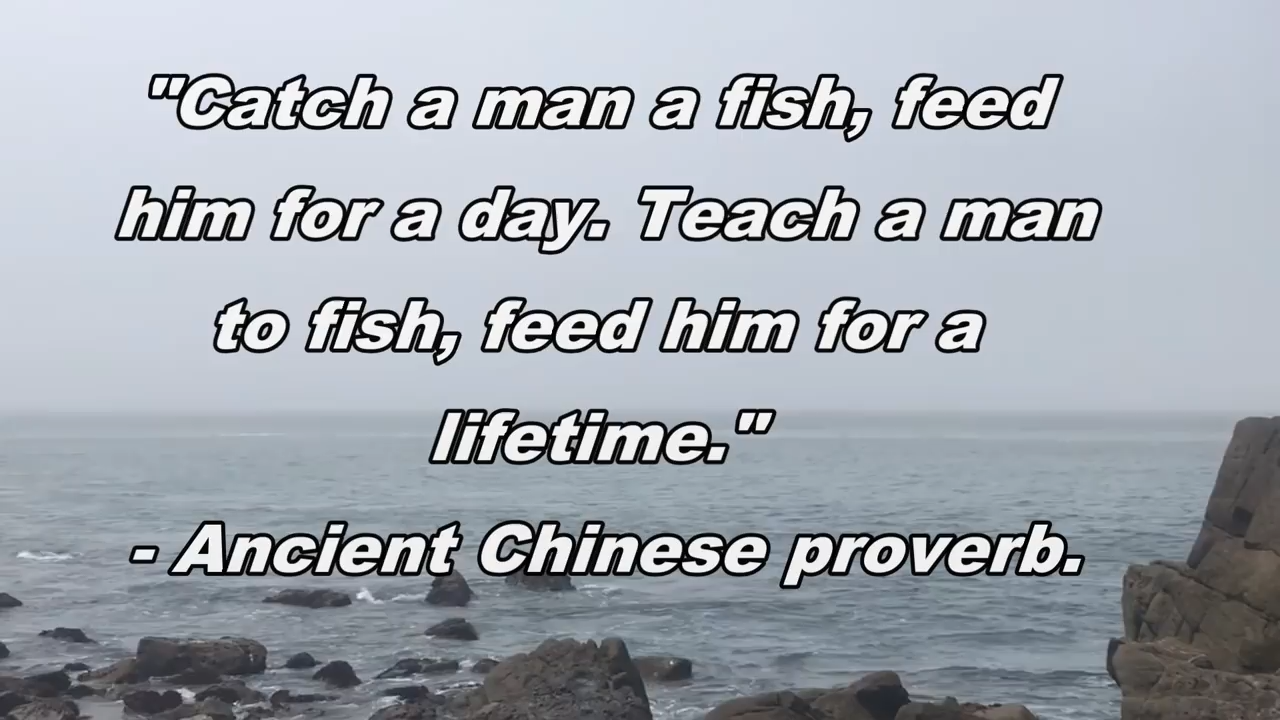 "Catch a man a fish, feed
him for a day. Teach a man
to fish, feed him for a
lifetime."
- Ancient Chinese proverb.